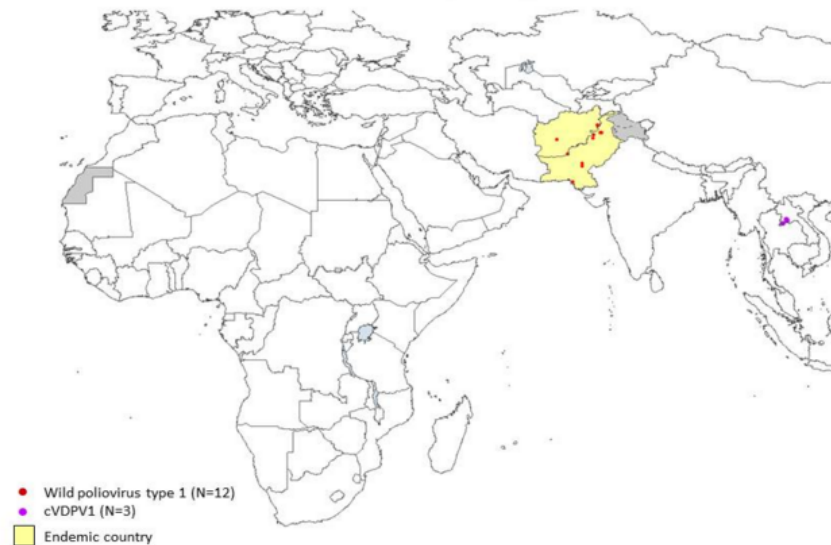 Wild poliovirus type 1 (N=12)
cVDPV1 (N=3)
Endemic country